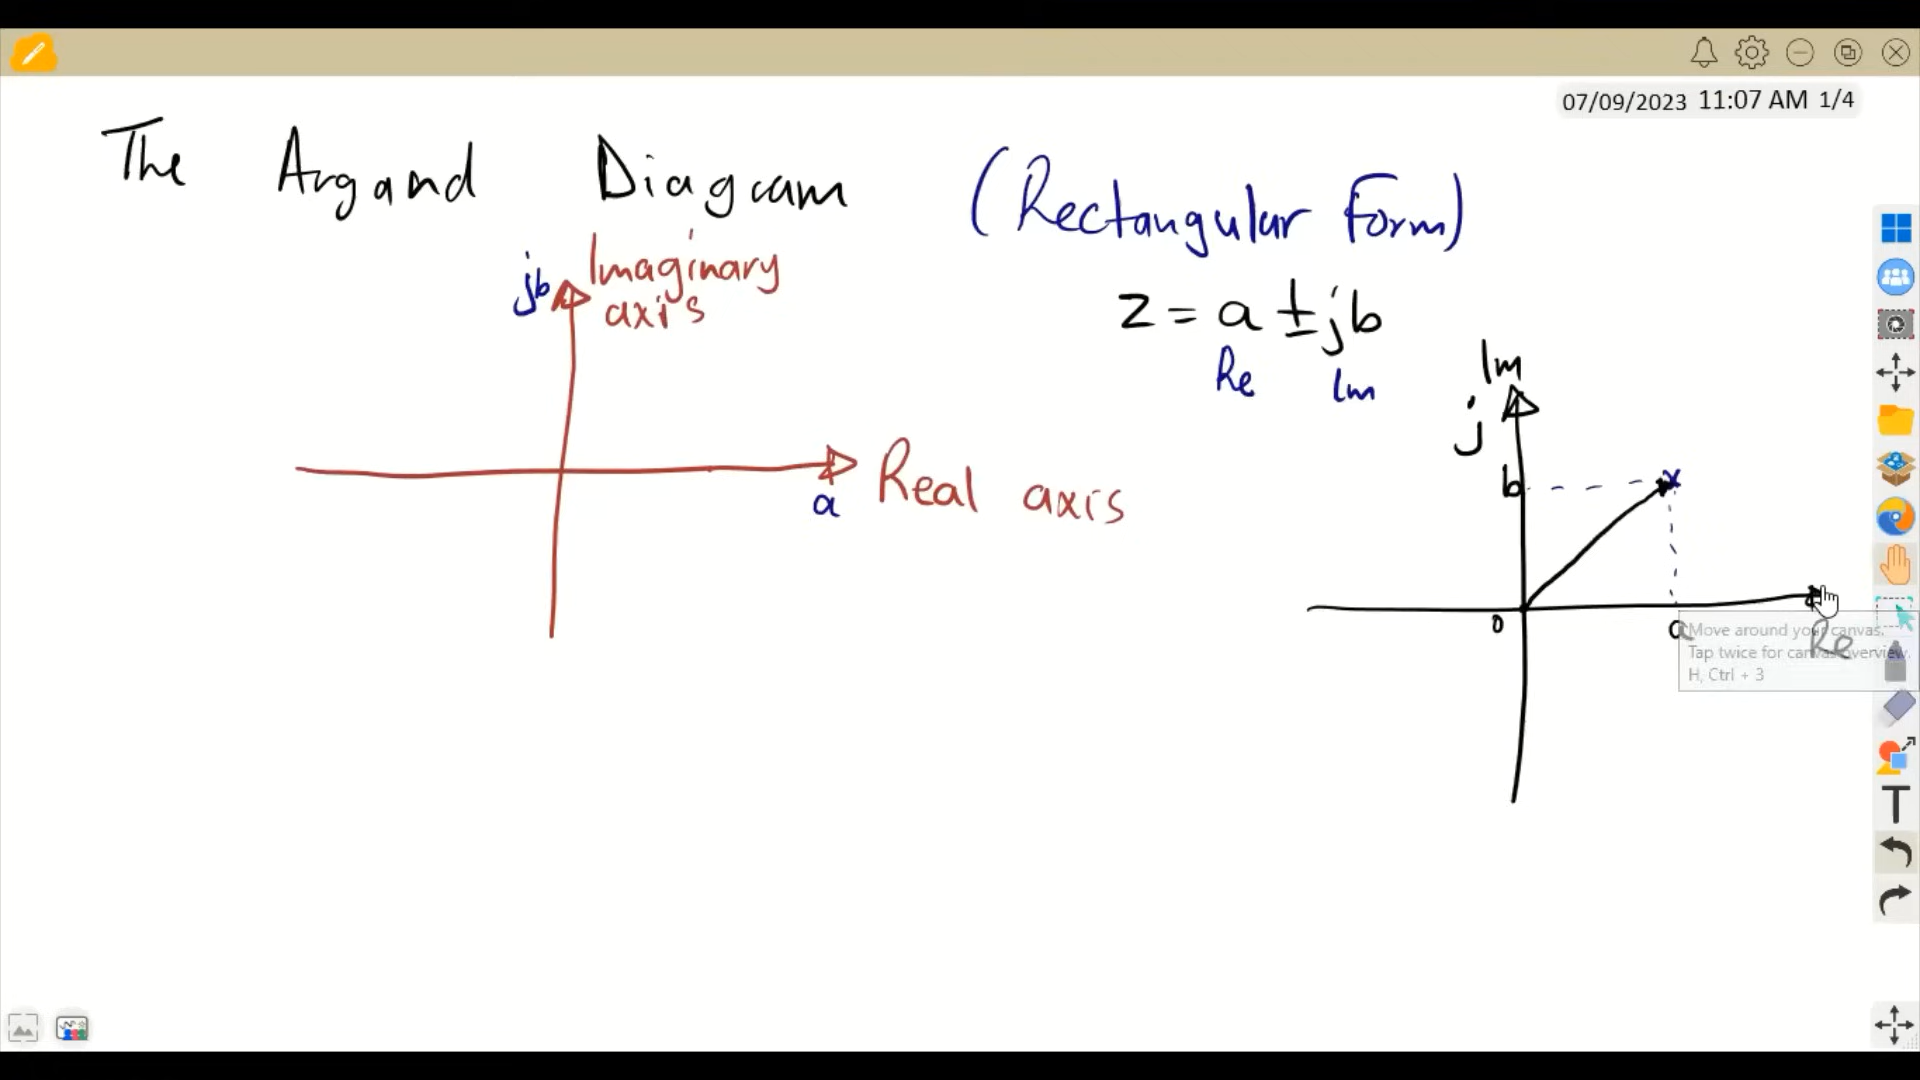 07/09/2023 11:07 AM 1/4
The Argand Diagram (Rectangular Form)
jb Imaginary
axis
z = a ± jb
Re Im
Im
j
b
x
a Real axis
0 a Re
Move around your canvas.
Tap twice for canvas overview.
H, Ctrl + 3
T